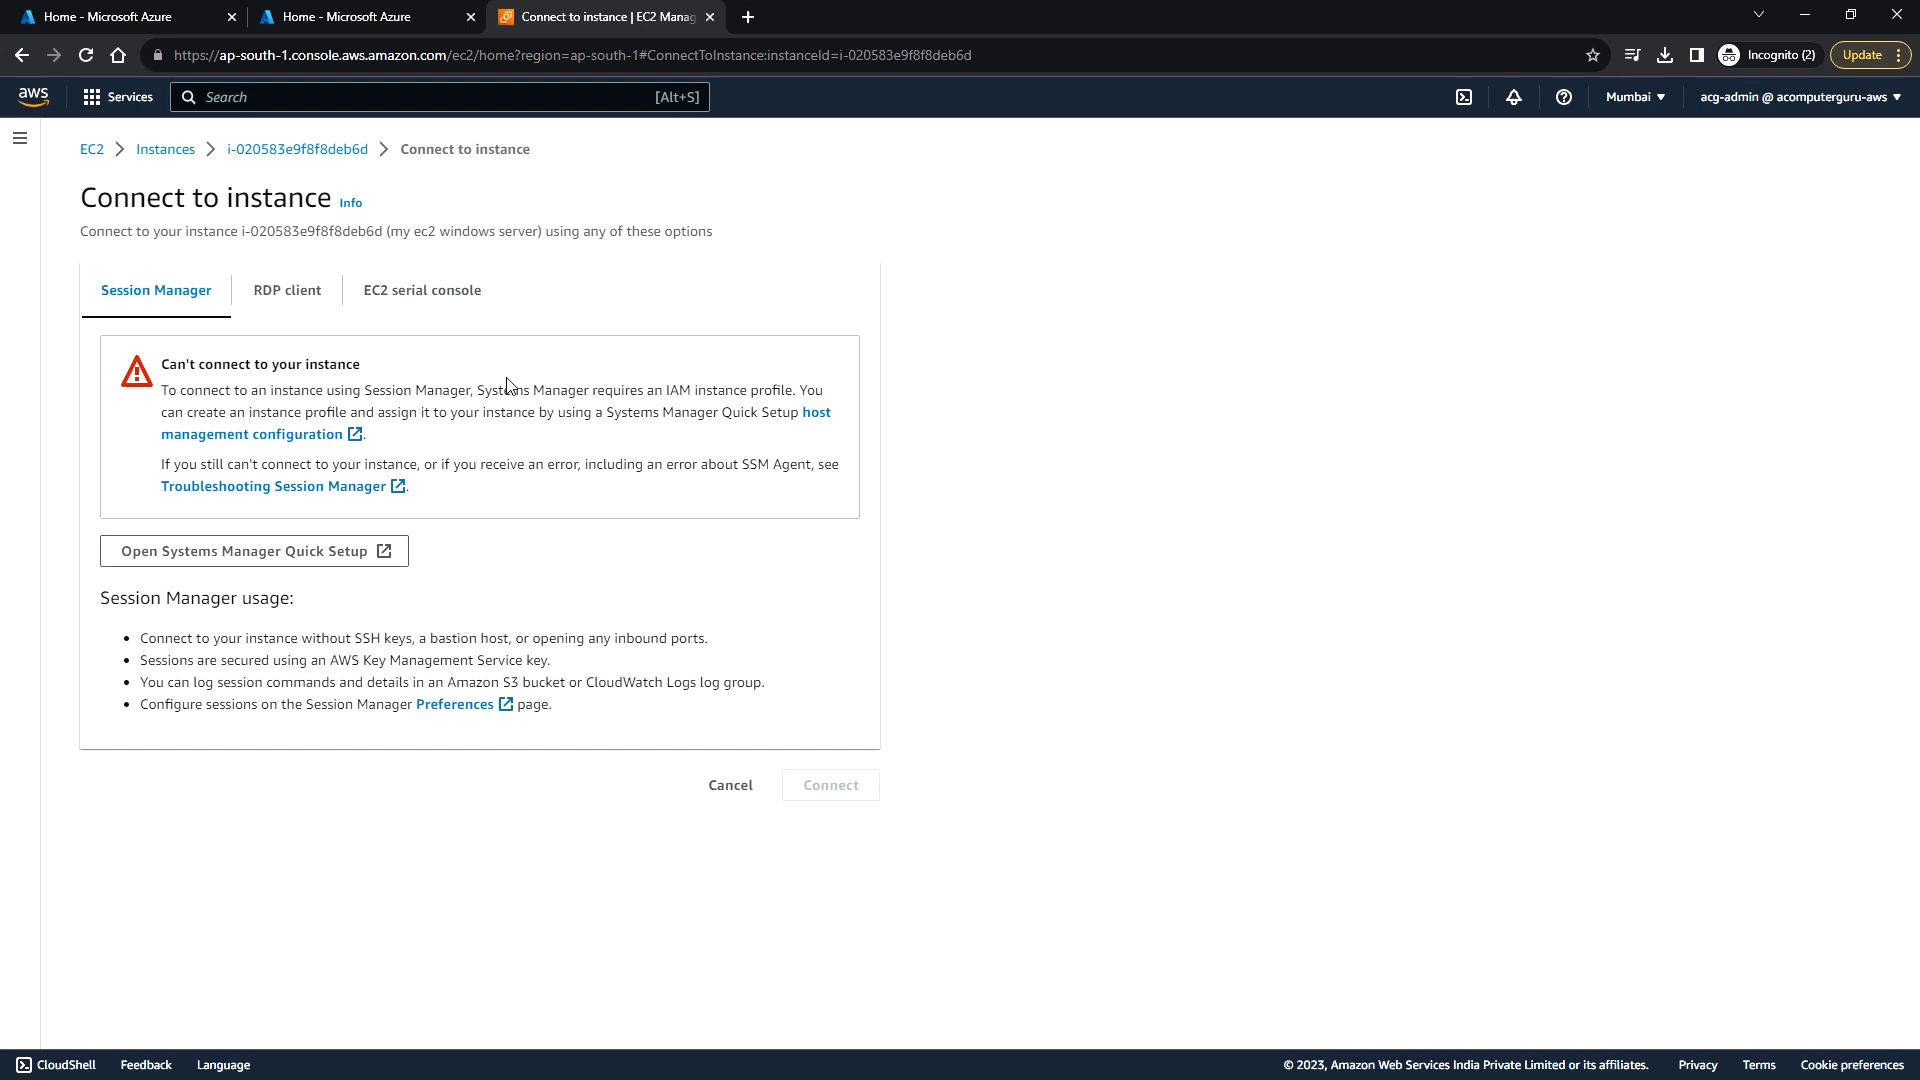 Home - Microsoft Azure
Home - Microsoft Azure
Connect to instance | EC2 Manag
https://ap-south-1.console.aws.amazon.com/ec2/home?region=ap-south-1#ConnectToInstance:instanceId=i-020583e9f8f8deb6d
Incognito (2)
Update
aws
Services
Search
[Alt+S]
Mumbai
acg-admin @ acomputerguru-aws
EC2 > Instances > i-020583e9f8f8deb6d > Connect to instance
Connect to instance Info
Connect to your instance i-020583e9f8f8deb6d (my ec2 windows server) using any of these options
Session Manager
RDP client
EC2 serial console
Can't connect to your instance
To connect to an instance using Session Manager, Systems Manager requires an IAM instance profile. You
can create an instance profile and assign it to your instance by using a Systems Manager Quick Setup host
management configuration.
If you still can't connect to your instance, or if you receive an error, including an error about SSM Agent, see
Troubleshooting Session Manager.
Open Systems Manager Quick Setup
Session Manager usage:
• Connect to your instance without SSH keys, a bastion host, or opening any inbound ports.
• Sessions are secured using an AWS Key Management Service key.
• You can log session commands and details in an Amazon S3 bucket or CloudWatch Logs log group.
• Configure sessions on the Session Manager Preferences page.
Cancel
Connect
CloudShell
Feedback
Language
© 2023, Amazon Web Services India Private Limited or its affiliates.
Privacy
Terms
Cookie preferences